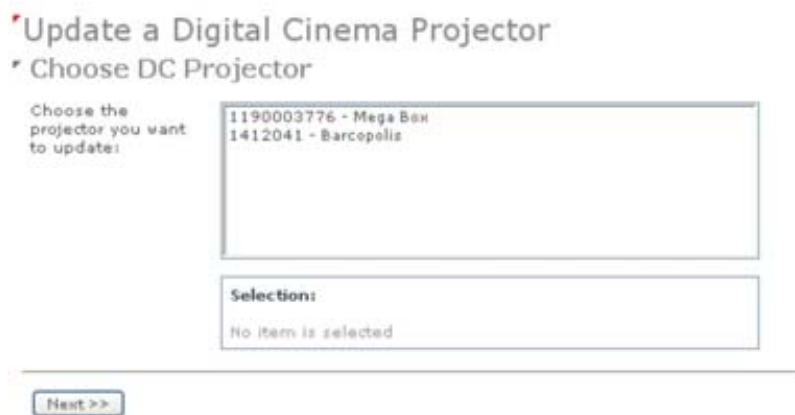 Update a Digital Cinema Projector
Choose DC Projector
Choose the
projector you want
to update:
1190003776 - Mega Box
1412041 - Barcopolis
Selection:
No item is selected
Next >>